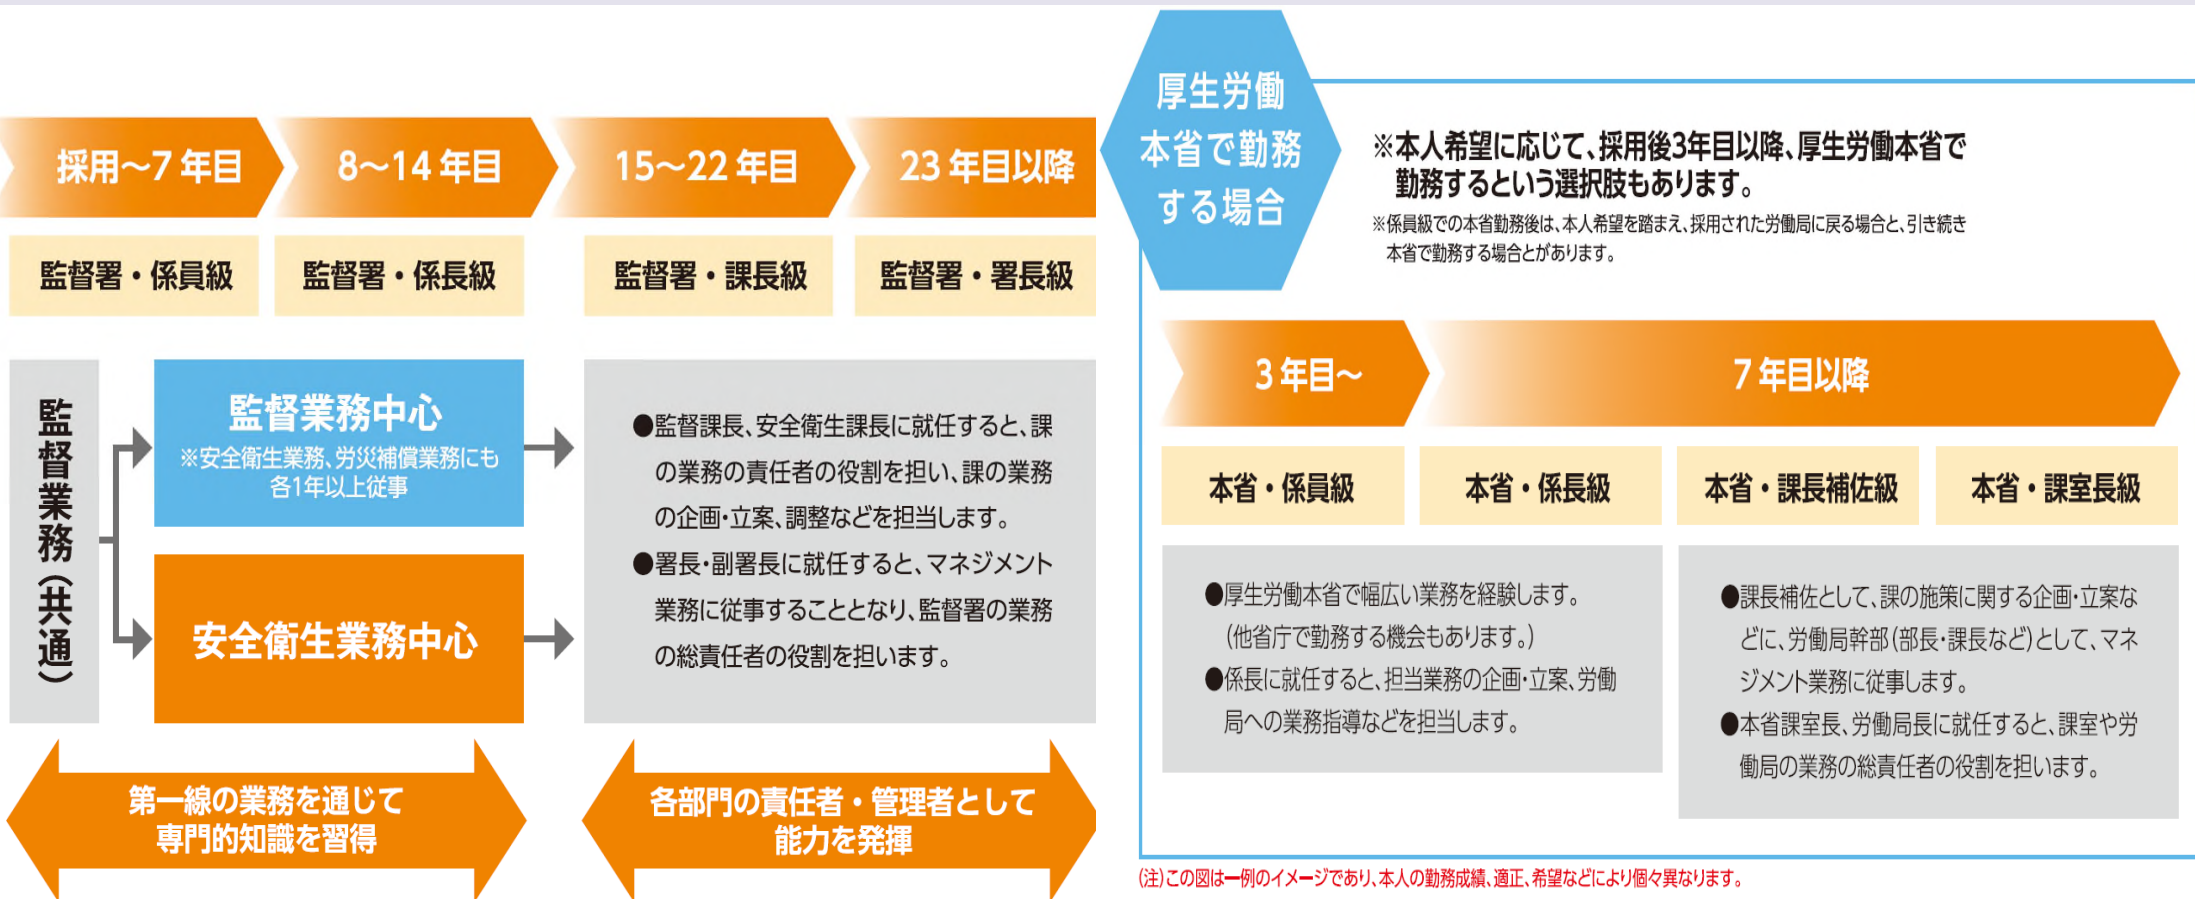 採用～7年目
8～14年目
15～22年目
23年目以降
監督署・係員級
監督署・係長級
監督署・課長級
監督署・署長級
監督業務(共通)
監督業務中心
※安全衛生業務、労災補償業務にも
各1年以上従事
安全衛生業務中心
●監督課長、安全衛生課長に就任すると、課
の業務の責任者の役割を担い、課の業務
の企画・立案、調整などを担当します。
●署長・副署長に就任すると、マネジメント
業務に従事することとなり、監督署の業務
の総責任者の役割を担います。
第一線の業務を通じて
専門的知識を習得
各部門の責任者・管理者として
能力を発揮
厚生労働
本省で勤務
する場合
※本人希望に応じて、採用後3年目以降、厚生労働本省で
勤務するという選択肢もあります。
※係員級での本省勤務後は、本人希望を踏まえ、採用された労働局に戻る場合と、引き続き
本省で勤務する場合とがあります。
3年目～
7年目以降
本省・係員級
本省・係長級
本省・課長補佐級
本省・課室長級
●厚生労働本省で幅広い業務を経験します。
(他省庁で勤務する機会もあります。)
●係長に就任すると、担当業務の企画・立案、労働
局への業務指導などを担当します。
●課長補佐として、課の施策に関する企画・立案な
どに、労働局幹部(部長・課長など)として、マネ
ジメント業務に従事します。
●本省課室長、労働局長に就任すると、課室や労
働局の業務の総責任者の役割を担います。
(注)この図は一例のイメージであり、本人の勤務成績、適正、希望などにより個々異なります。